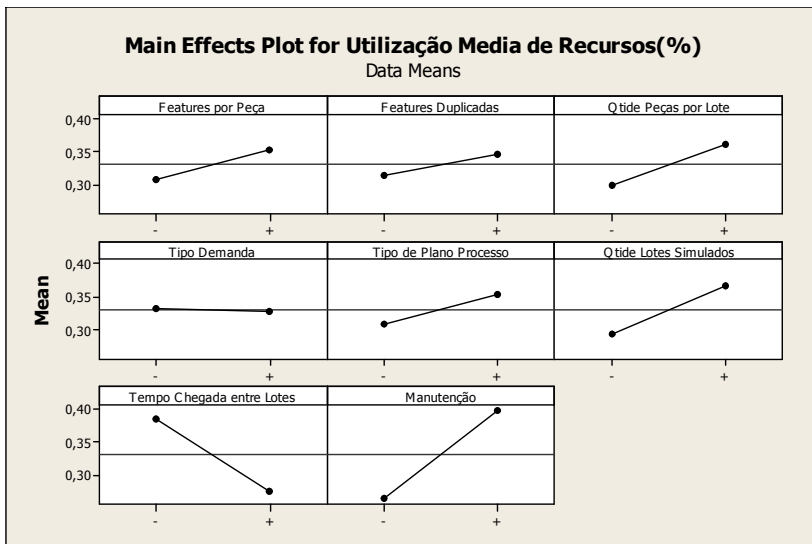 Main Effects Plot for Utilização Media de Recursos(%)
Data Means
Features por Peça
Features Duplicadas
Qtide Peças por Lote
0,40
0,35
0,30
- + - + - +
Tipo Demanda
Tipo de Plano Processo
Qtide Lotes Simulados
0,40
0,35
0,30
- + - + - +
Tempo Chegada entre Lotes
Manutenção
0,40
0,35
0,30
- + - +
Mean